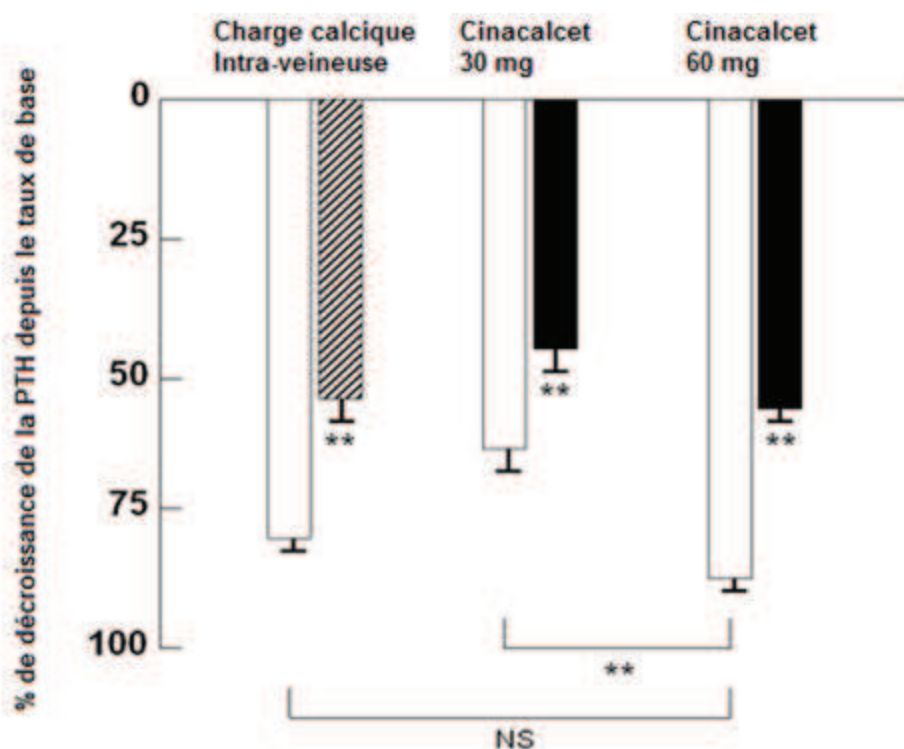 Charge calcique
Intra-veineuse
Cinacalcet
30 mg
Cinacalcet
60 mg
% de décroissance de la PTH depuis le taux de base
0
25
50
75
100
**
**
**
**
NS